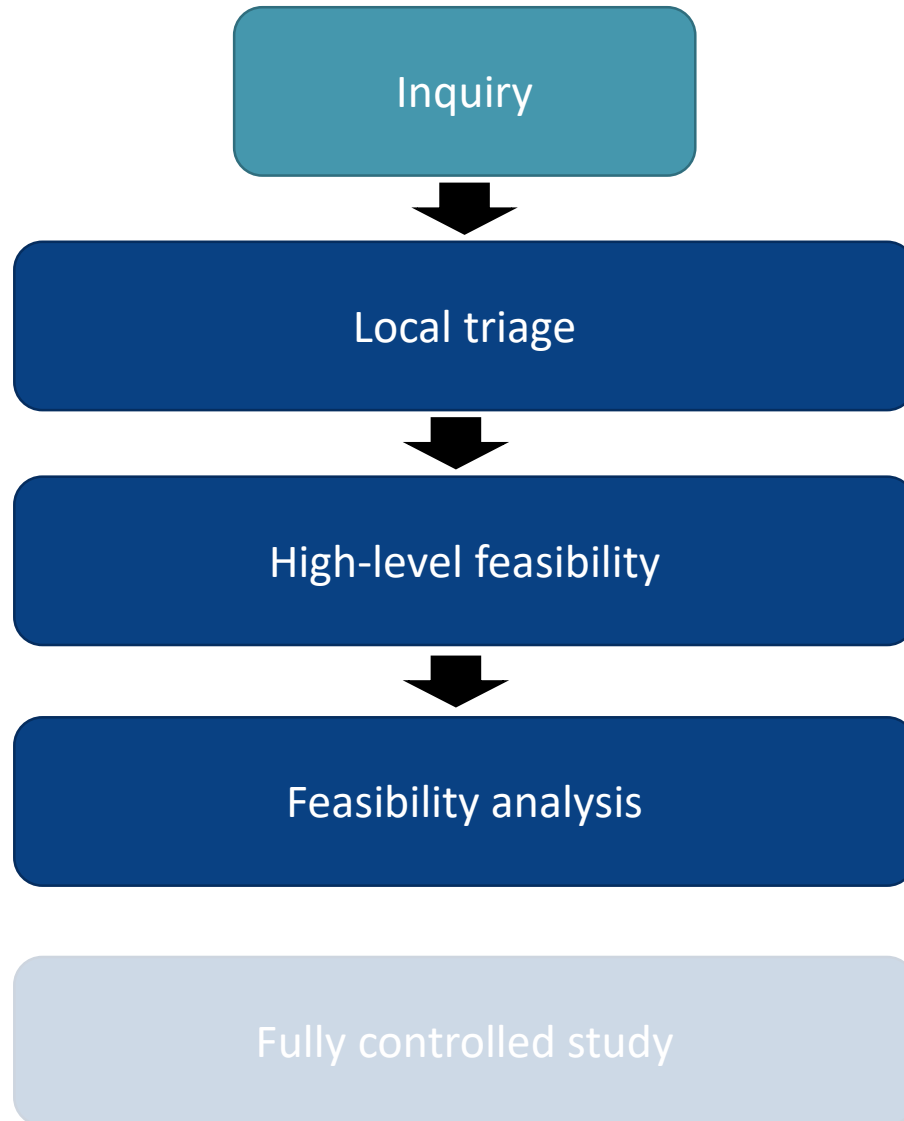 Inquiry
Local triage
High-level feasibility
Feasibility analysis
Fully controlled study